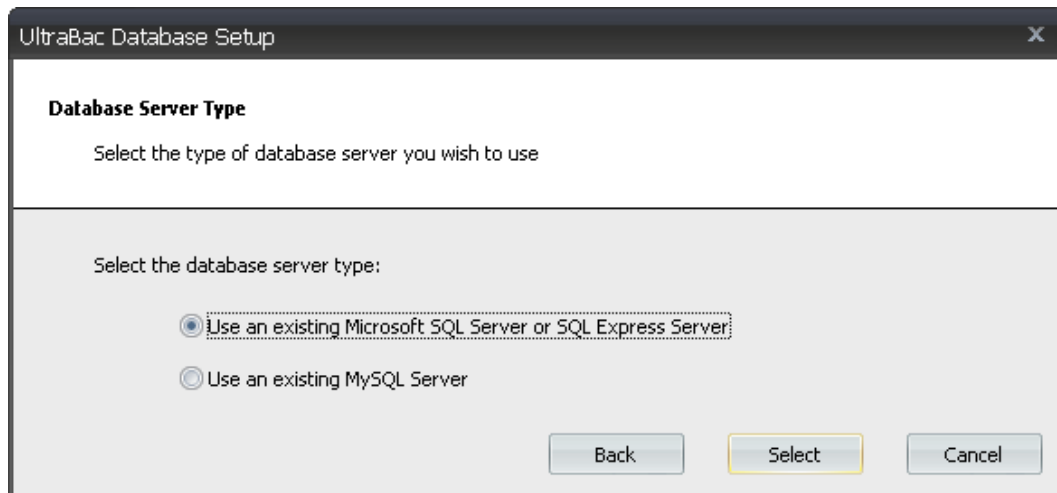 UltraBac Database Setup
X
Database Server Type
Select the type of database server you wish to use
Select the database server type:
Use an existing Microsoft SQL Server or SQL Express Server
Use an existing MySQL Server
Back Select Cancel